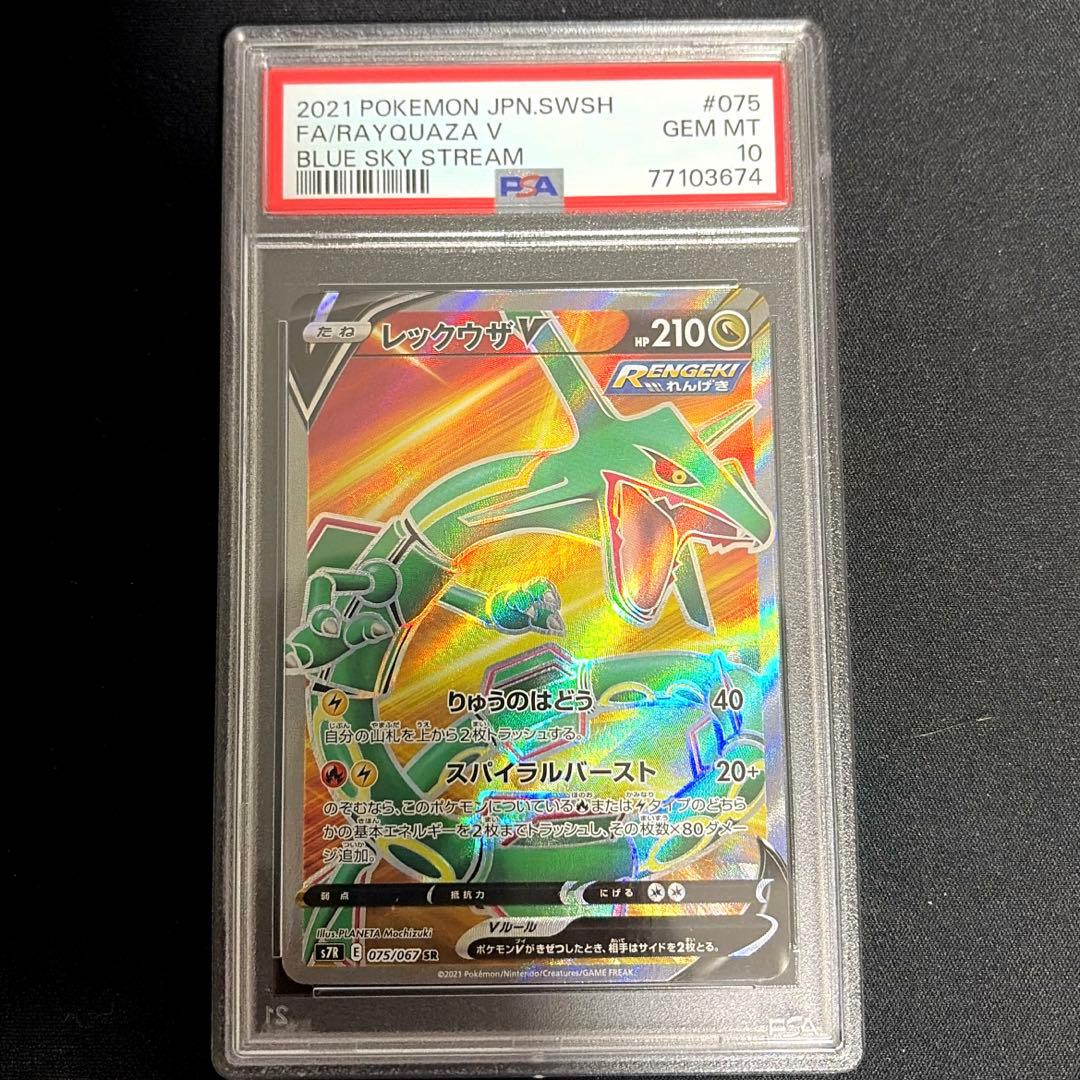 2021 POKEMON JPN.SWSH #075
FA/RAYQUAZA V GEM MT
BLUE SKY STREAM 10
PSA 77103674
たね レックウザV HP 210
RENGEKI
れんげき
りゅうのはどう 40
自分の山札を上から2枚トラッシュする。
スパイラルバースト 20+
のぞむなら、このポケモンについている または タイプのどちら
かの基本エネルギーを2枚までトラッシュし、その枚数×80ダメー
ジ追加。
弱点 抵抗力 にげる
Vルール
ポケモンVがきぜつしたとき、相手はサイドを2枚とる。
Illus.PLANETA Mochizuki
s7R E 075/067 SR
©2021 Pokémon/Nintendo/Creatures/GAME FREAK.
PSA